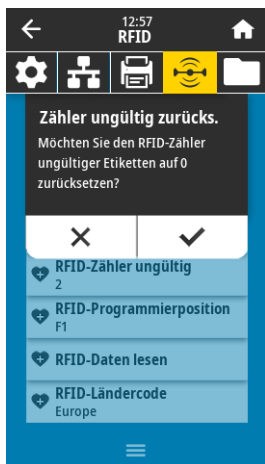 12:57
RFID
Zähler ungültig zurücks.
Möchten Sie den RFID-Zähler
ungültiger Etiketten auf 0
zurücksetzen?
RFID-Zähler ungültig
2
RFID-Programmierposition
F1
RFID-Daten lesen
RFID-Ländercode
Europe